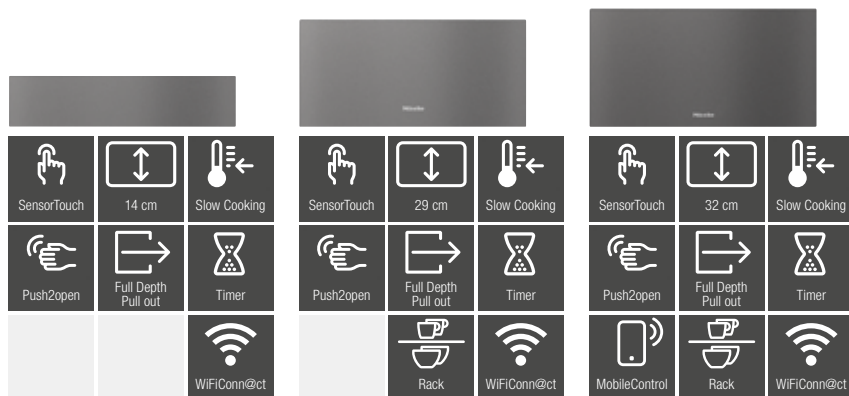 Miele
Miele
SensorTouch 14 cm Slow Cooking
SensorTouch 29 cm Slow Cooking
SensorTouch 32 cm Slow Cooking
Push2open Full Depth
Pull out Timer
Push2open Full Depth
Pull out Timer
Push2open Full Depth
Pull out Timer
WiFiConn@ct
Rack WiFiConn@ct
MobileControl Rack WiFiConn@ct